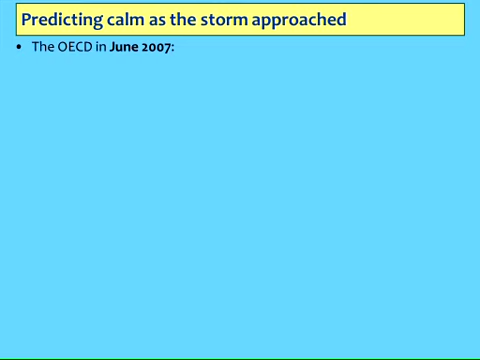 Predicting calm as the storm approached
• The OECD in June 2007: